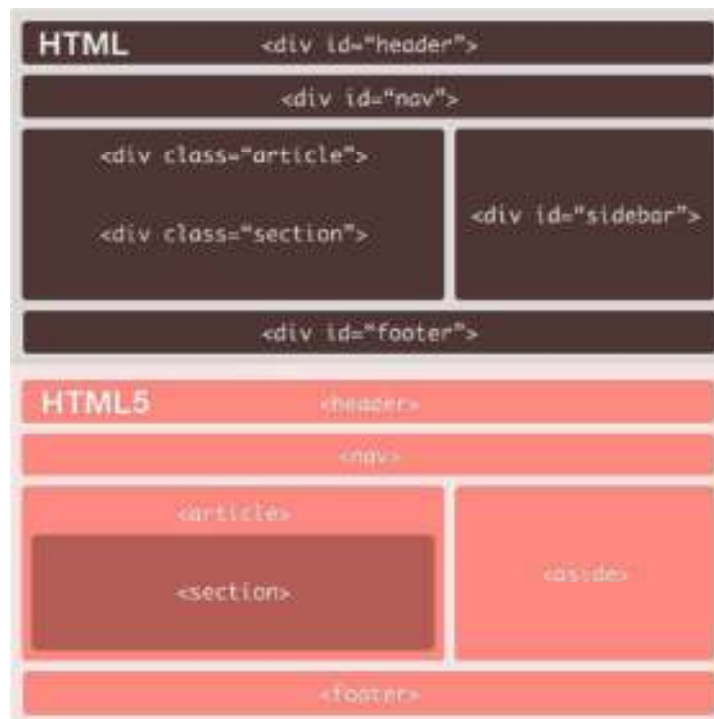 HTML <div id=“header”>
<div id=“nav”>
<div class=“article”>
<div class=“section”>
<div id=“sidebar”>
<div id=“footer”>
HTML5 <header>
<nav>
<article>
<section>
<aside>
<footer>